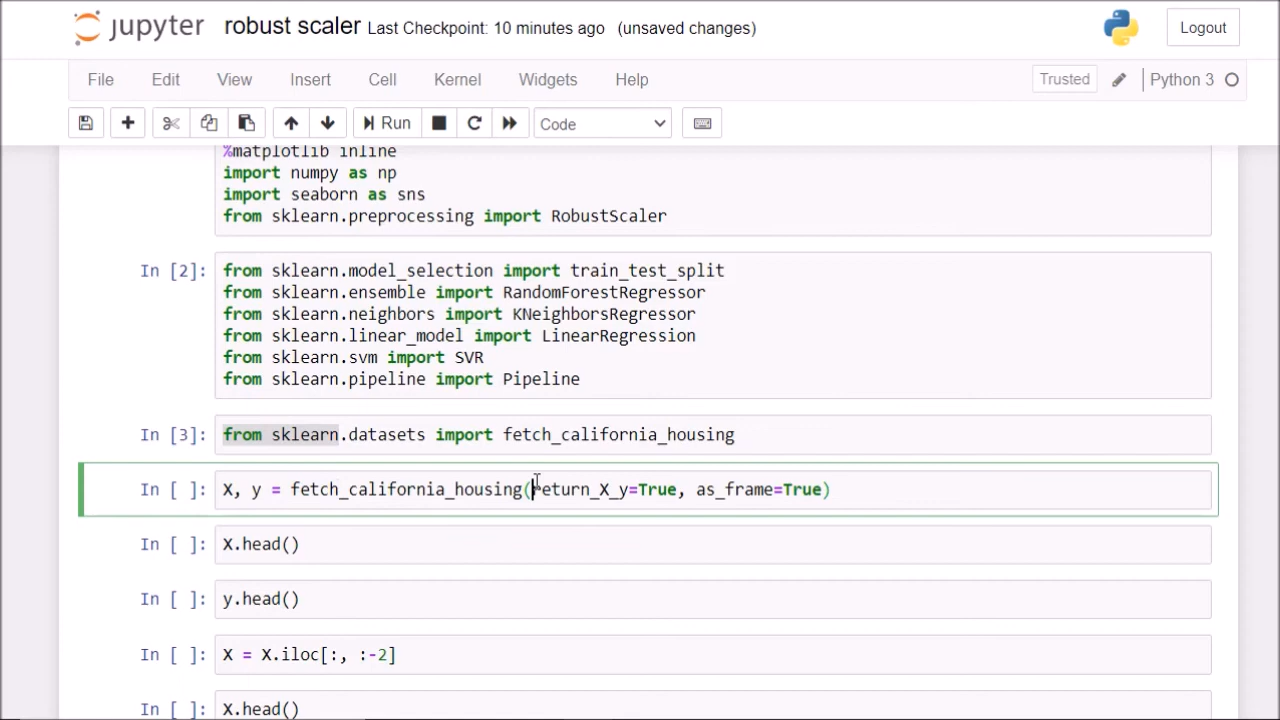 jupyter robust scaler Last Checkpoint: 10 minutes ago (unsaved changes) Logout
File Edit View Insert Cell Kernel Widgets Help Trusted Python 3
Run Code
%matplotlib inline
import numpy as np
import seaborn as sns
from sklearn.preprocessing import RobustScaler
In [2]: from sklearn.model_selection import train_test_split
from sklearn.ensemble import RandomForestRegressor
from sklearn.neighbors import KNeighborsRegressor
from sklearn.linear_model import LinearRegression
from sklearn.svm import SVR
from sklearn.pipeline import Pipeline
In [3]: from sklearn.datasets import fetch_california_housing
In [ ]: X, y = fetch_california_housing(return_X_y=True, as_frame=True)
In [ ]: X.head()
In [ ]: y.head()
In [ ]: X = X.iloc[:, :-2]
In [ ]: X.head()